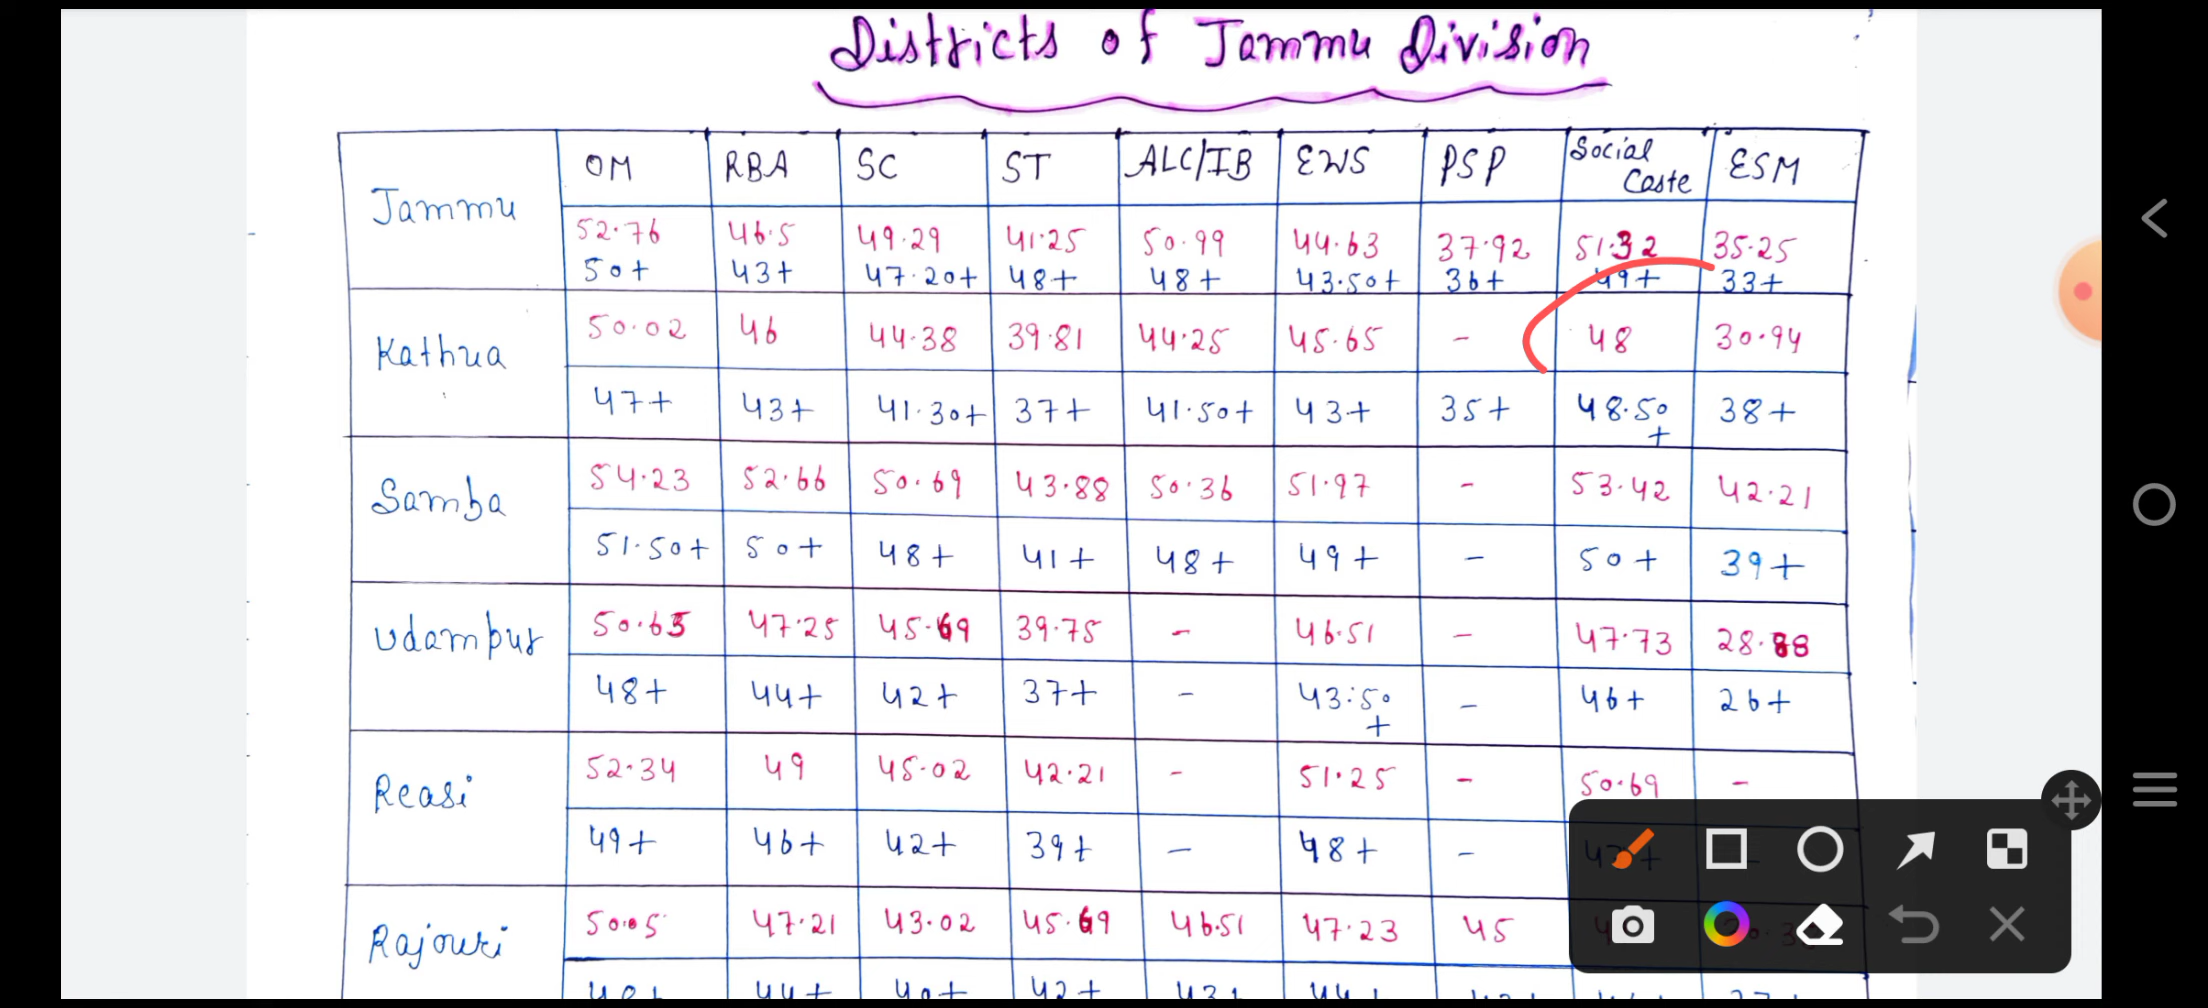 Districts of Jammu Division
Jammu OM RBA SC ST ALC/IB EWS PSP Social Caste ESM
52.76 46.5 49.29 41.25 50.99 44.63 37.92 51.32 35.25
50+ 43+ 47.20+ 48+ 48+ 43.50+ 36+ 49+ 33+
Kathua 50.02 46 44.38 39.81 44.25 45.65 - 48 30.94
47+ 43+ 41.30+ 37+ 41.50+ 43+ 35+ 48.50+ 38+
Samba 54.23 52.66 50.69 43.88 50.36 51.97 - 53.42 42.21
51.50+ 50+ 48+ 41+ 48+ 49+ - 50+ 39+
Udampur 50.63 47.25 45.69 39.75 - 46.51 - 47.73 28.88
48+ 44+ 42+ 37+ - 43:50+ - 46+ 26+
Reasi 52.34 49 45.02 42.21 - 51.25 - 50.69 -
49+ 46+ 42+ 39+ - 48+ -
Rajouri 50.05 47.21 43.02 45.69 46.51 47.23 45
44+ 42+